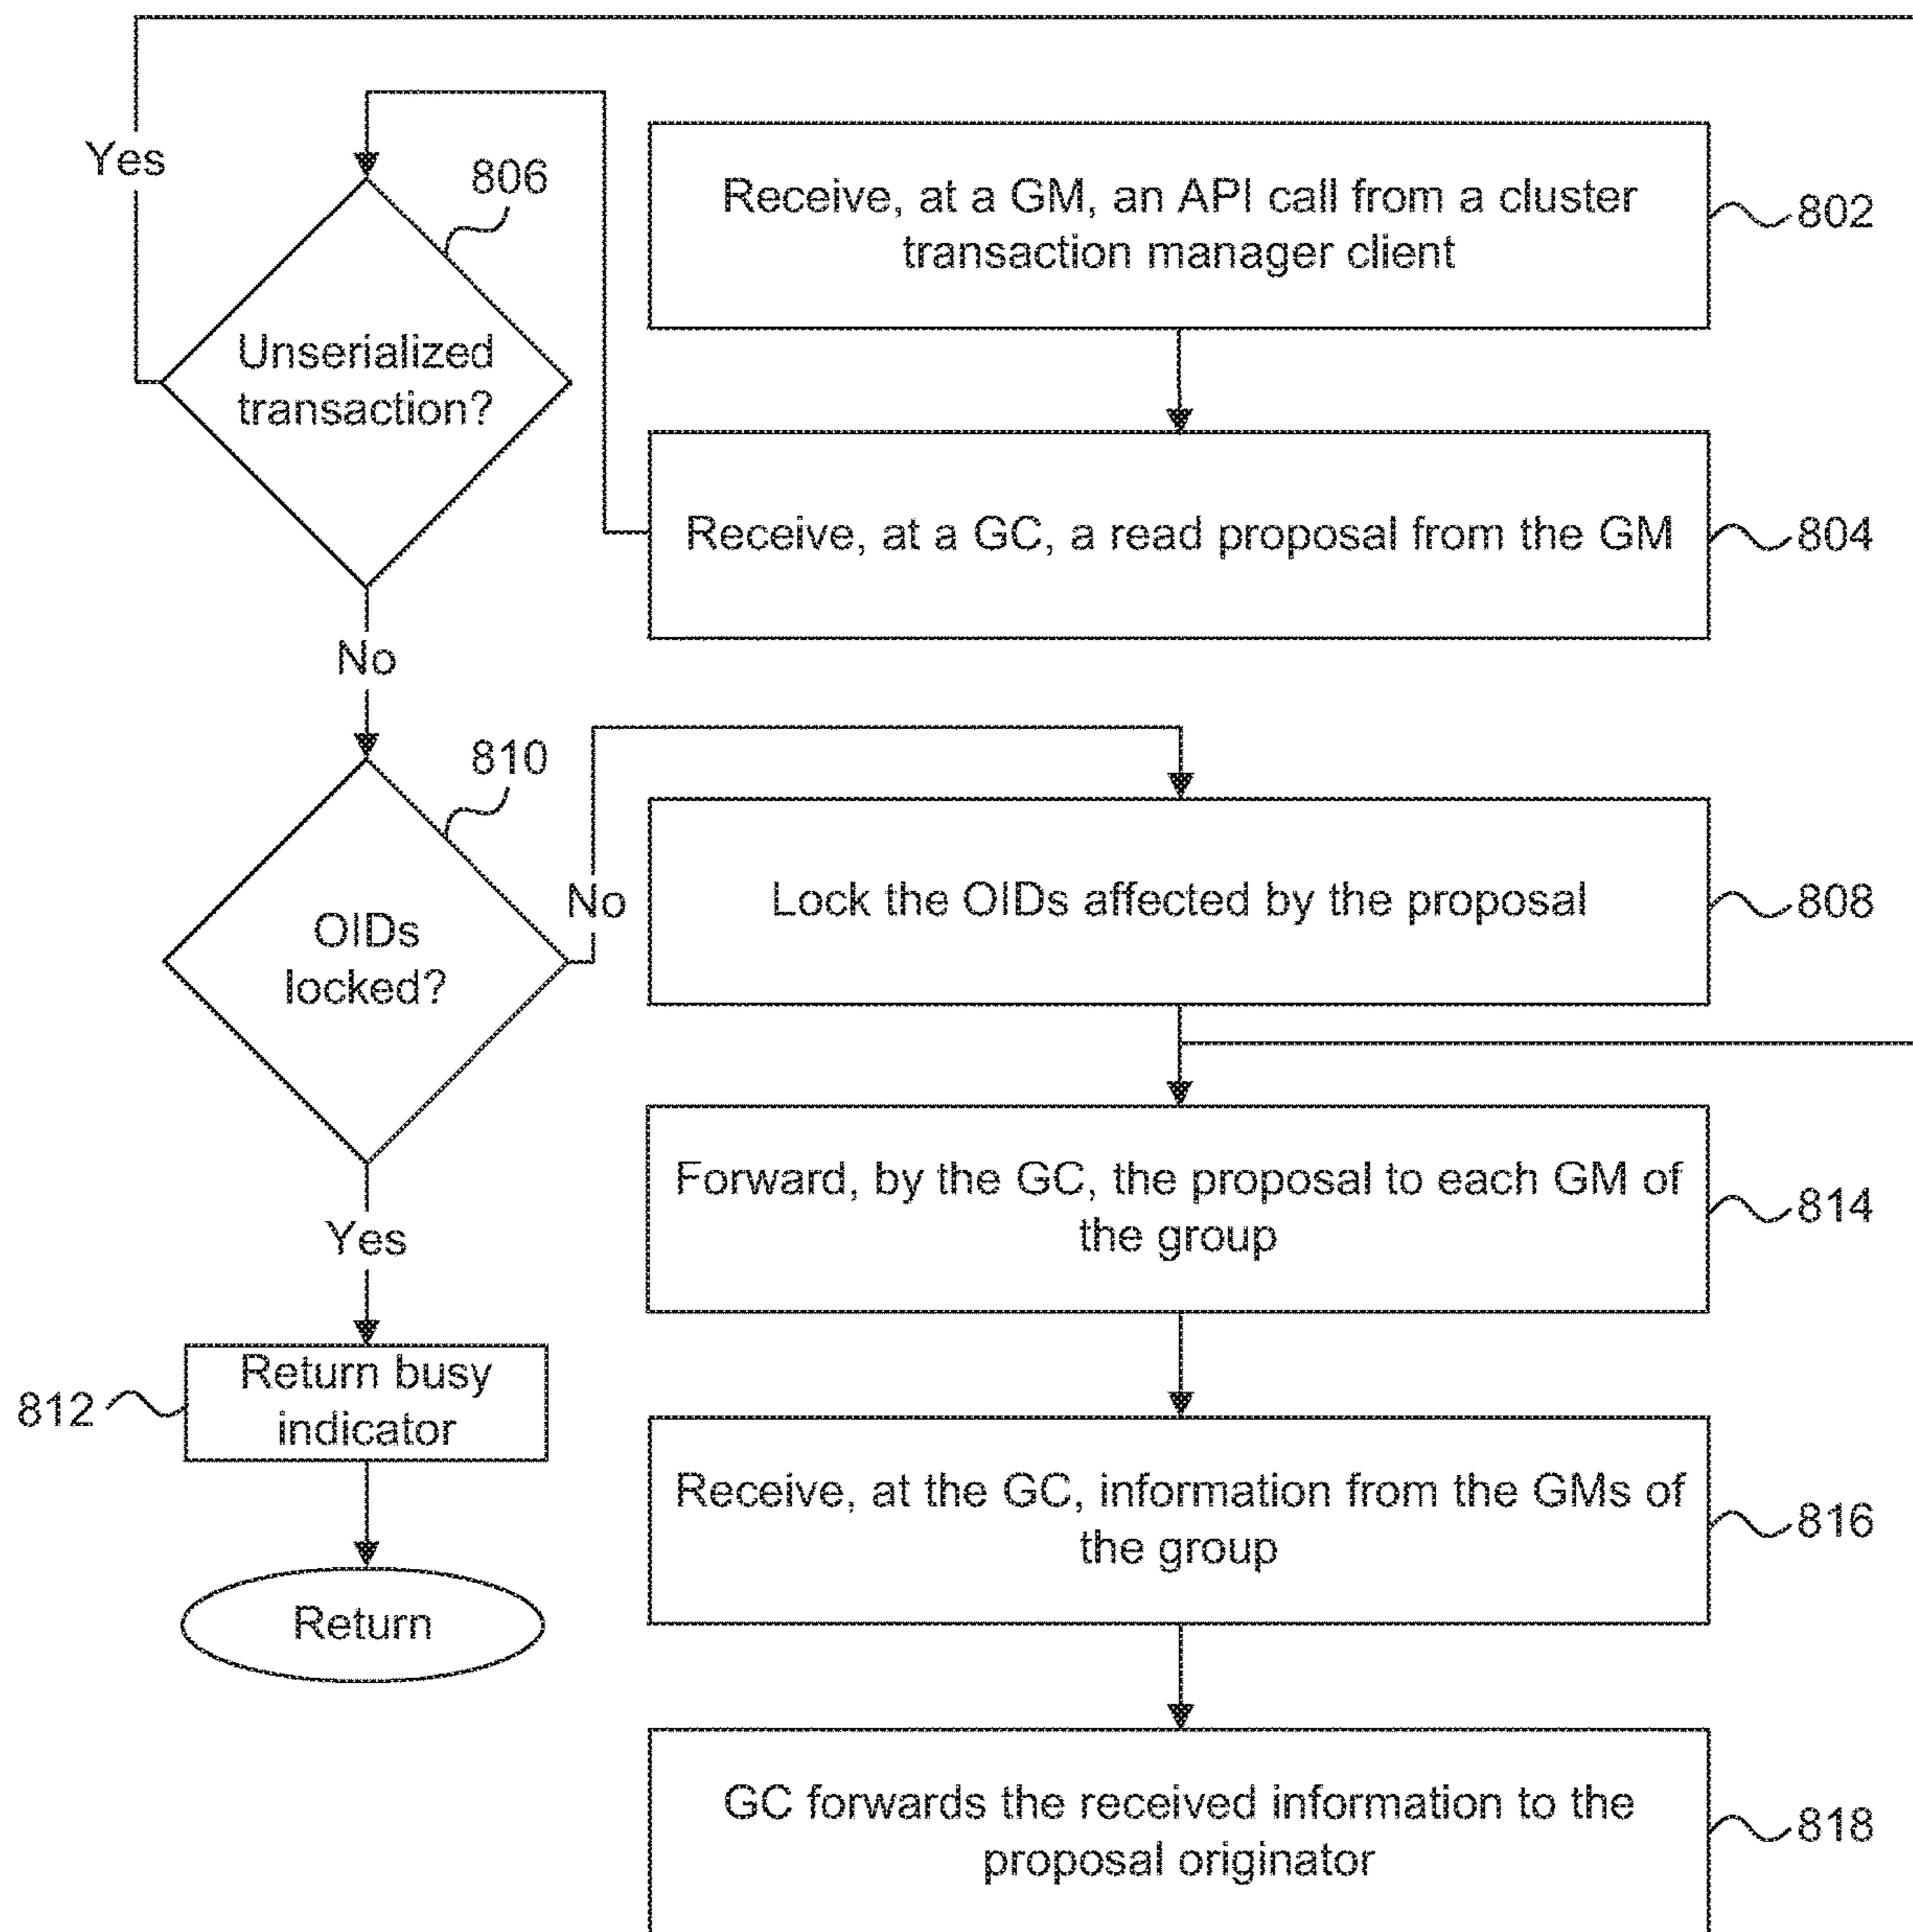 Yes
806
Receive, at a GM, an API call from a cluster
transaction manager client
802
Unserialized
transaction?
Receive, at a GC, a read proposal from the GM
804
No
810
OIDs
locked?
No
Lock the OIDs affected by the proposal
808
Yes
Forward, by the GC, the proposal to each GM of
the group
814
812
Return busy
indicator
Receive, at the GC, information from the GMs of
the group
816
Return
GC forwards the received information to the
proposal originator
818